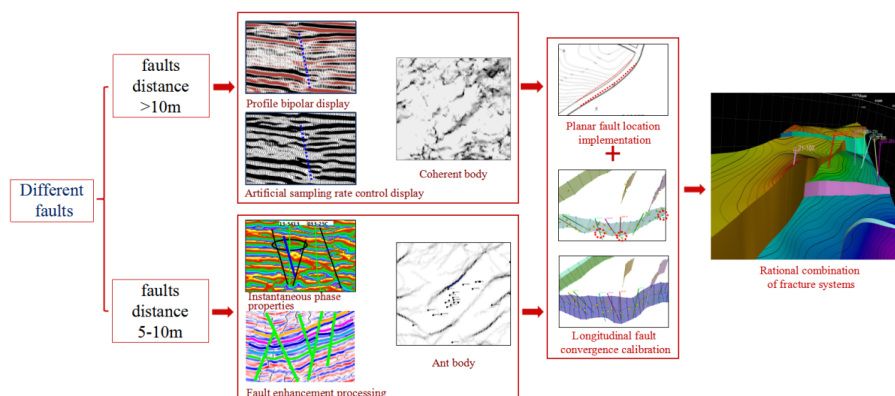 Different
faults
faults
distance
>10m
faults
distance
5-10m
Profile bipolar display
Artificial sampling rate control display
Coherent body
Instantaneous phase
properties
Fault enhancement processing
Ant body
Planar fault location
implementation
+
Longitudinal fault
convergence calibration
Rational combination
of fracture systems